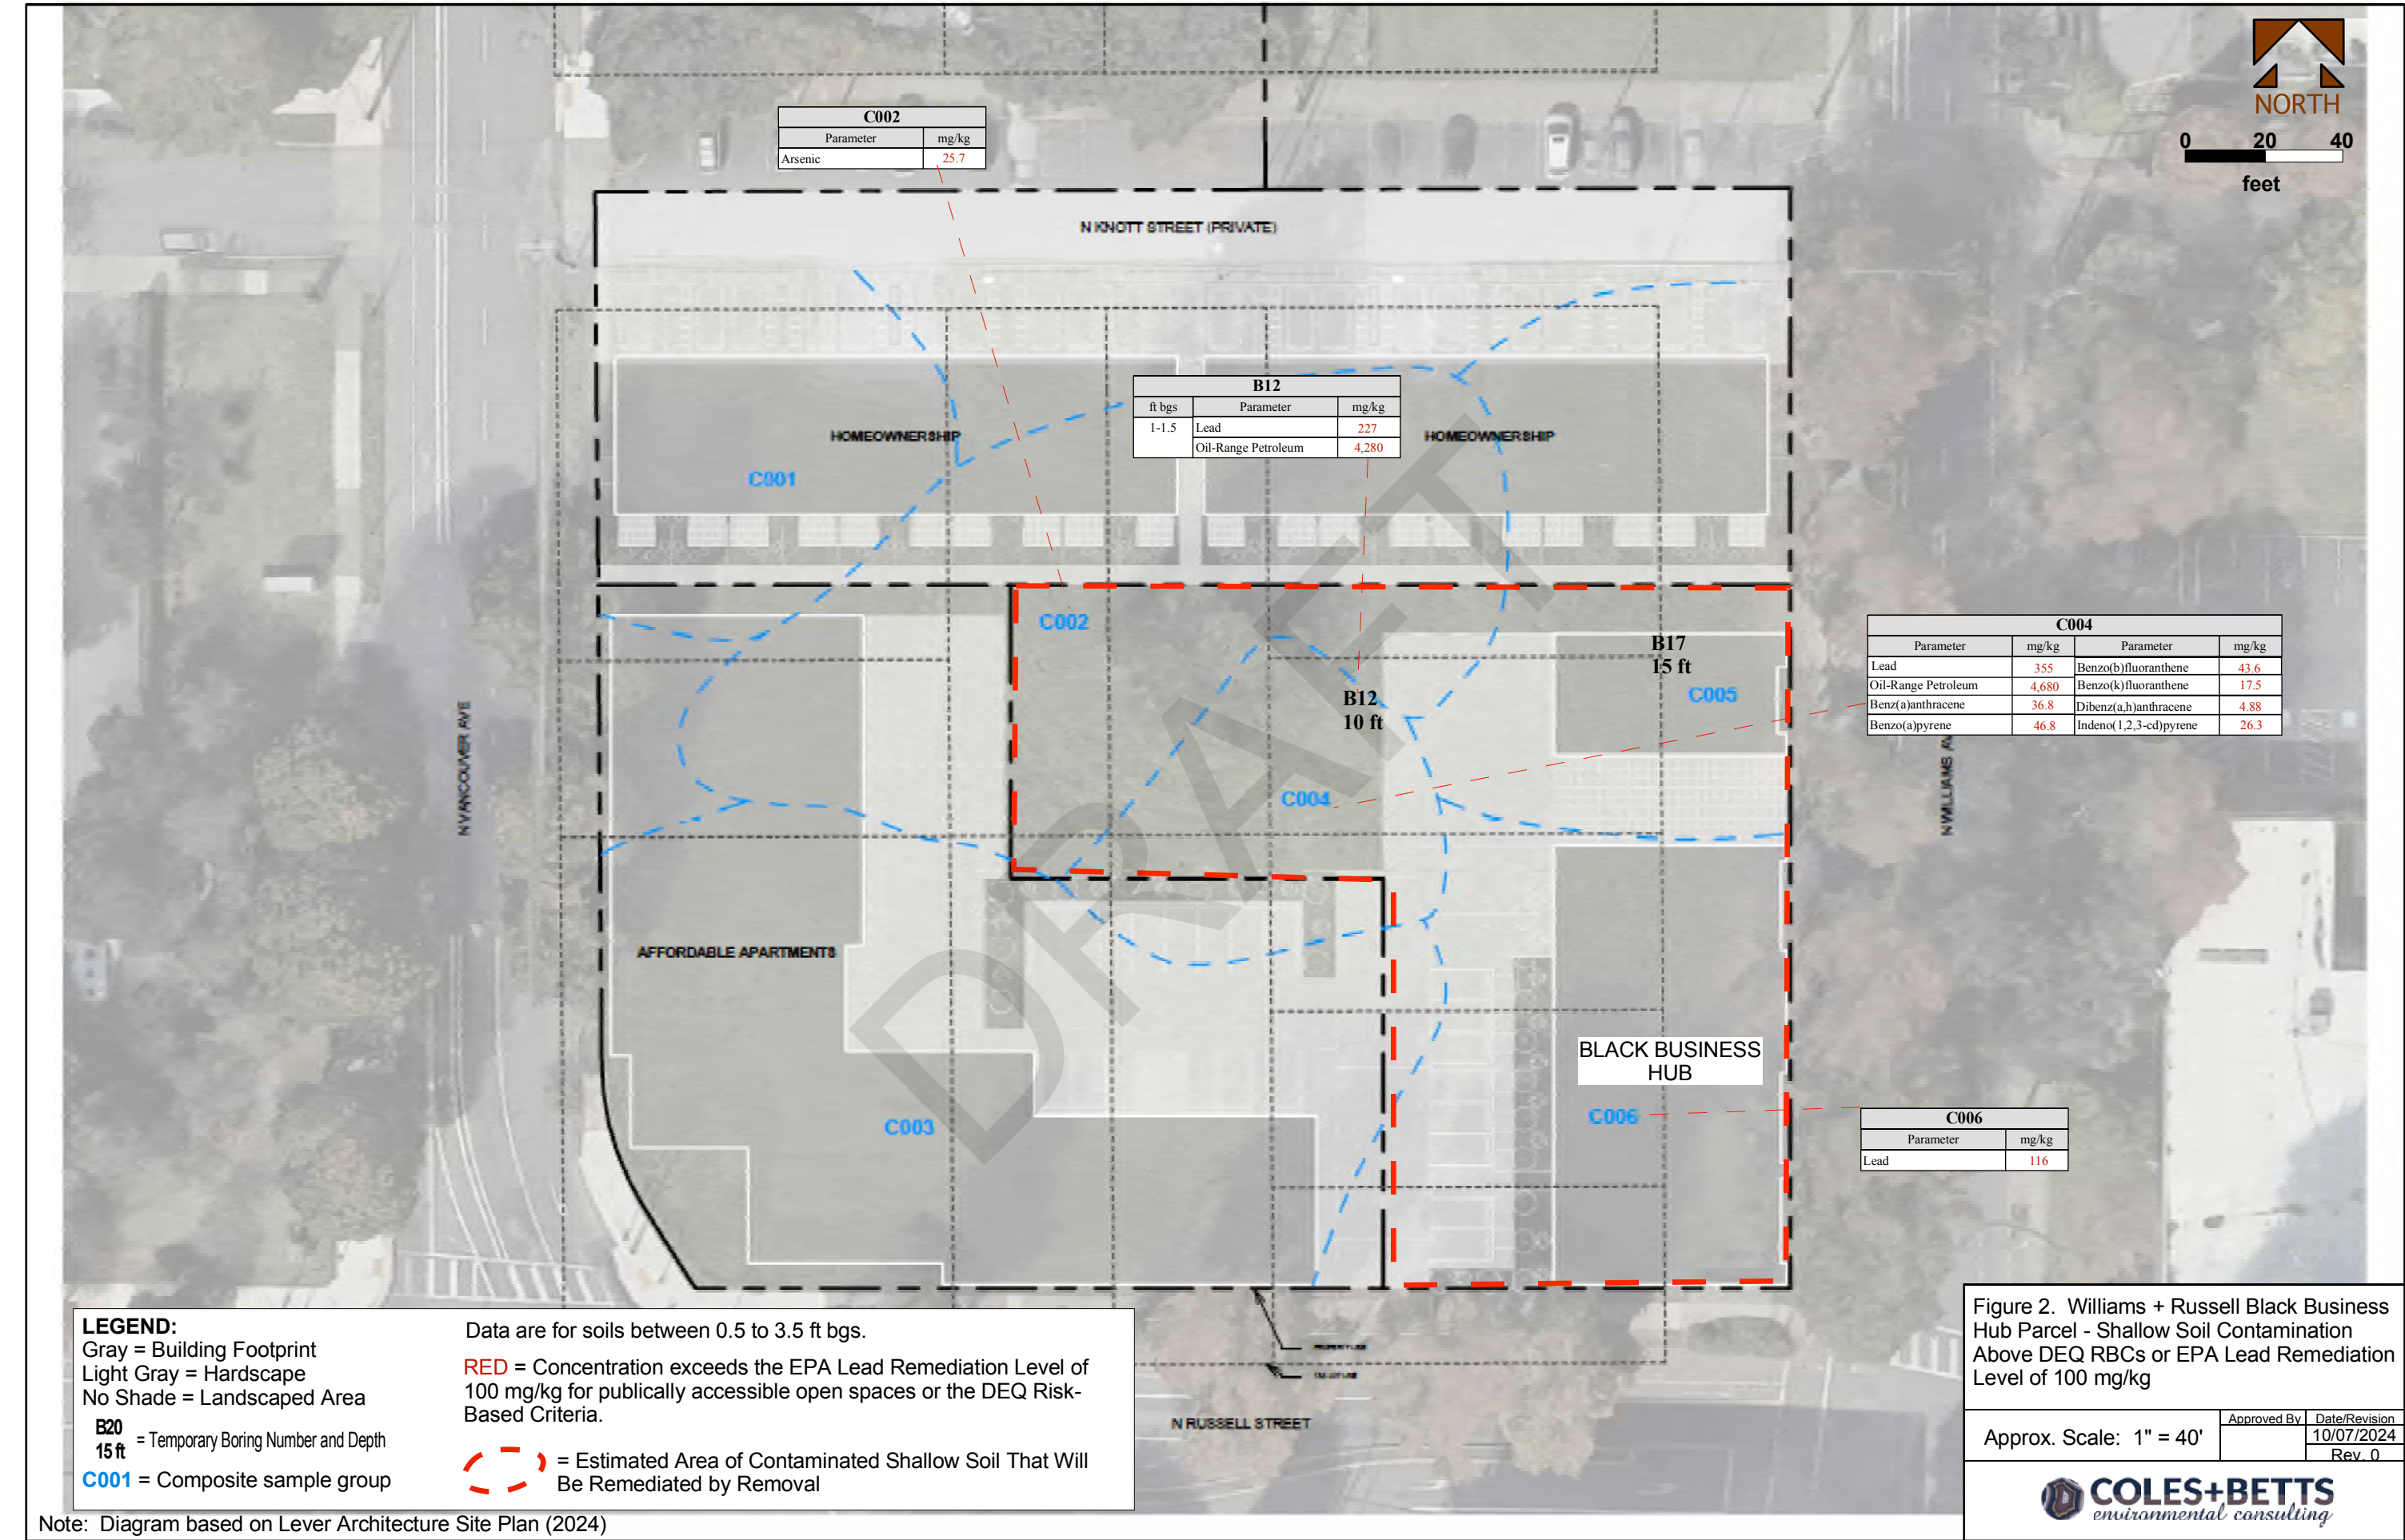 NORTH
0 20 40
feet
C002
Parameter mg/kg
Arsenic 25.7
N KNOTT STREET (PRIVATE)
B12
ft bgs Parameter mg/kg
1-1.5 Lead 227
Oil-Range Petroleum 4,280
HOMEOWNERSHIP
HOMEOWNERSHIP
C001
C002
B17
15 ft
C005
B12
10 ft
C004
C004
Parameter mg/kg Parameter mg/kg
Lead 355 Benzo(b)fluoranthene 43.6
Oil-Range Petroleum 4,680 Benzo(k)fluoranthene 17.5
Benz(a)anthracene 36.8 Dibenz(a,h)anthracene 4.88
Benzo(a)pyrene 46.8 Indeno(1,2,3-cd)pyrene 26.3
N VANCOUVER AVE
N WILLIAMS AV
DRAFT
AFFORDABLE APARTMENTS
BLACK BUSINESS
HUB
C003
C006
C006
Parameter mg/kg
Lead 116
N RUSSELL STREET
LEGEND:
Gray = Building Footprint
Light Gray = Hardscape
No Shade = Landscaped Area
B20
15 ft = Temporary Boring Number and Depth
C001 = Composite sample group
Data are for soils between 0.5 to 3.5 ft bgs.
RED = Concentration exceeds the EPA Lead Remediation Level of
100 mg/kg for publically accessible open spaces or the DEQ Risk-
Based Criteria.
= Estimated Area of Contaminated Shallow Soil That Will
Be Remediated by Removal
Note: Diagram based on Lever Architecture Site Plan (2024)
Figure 2. Williams + Russell Black Business
Hub Parcel - Shallow Soil Contamination
Above DEQ RBCs or EPA Lead Remediation
Level of 100 mg/kg
Approx. Scale: 1" = 40'
Approved By
Date/Revision
10/07/2024
Rev. 0
COLES+BETTS
environmental consulting